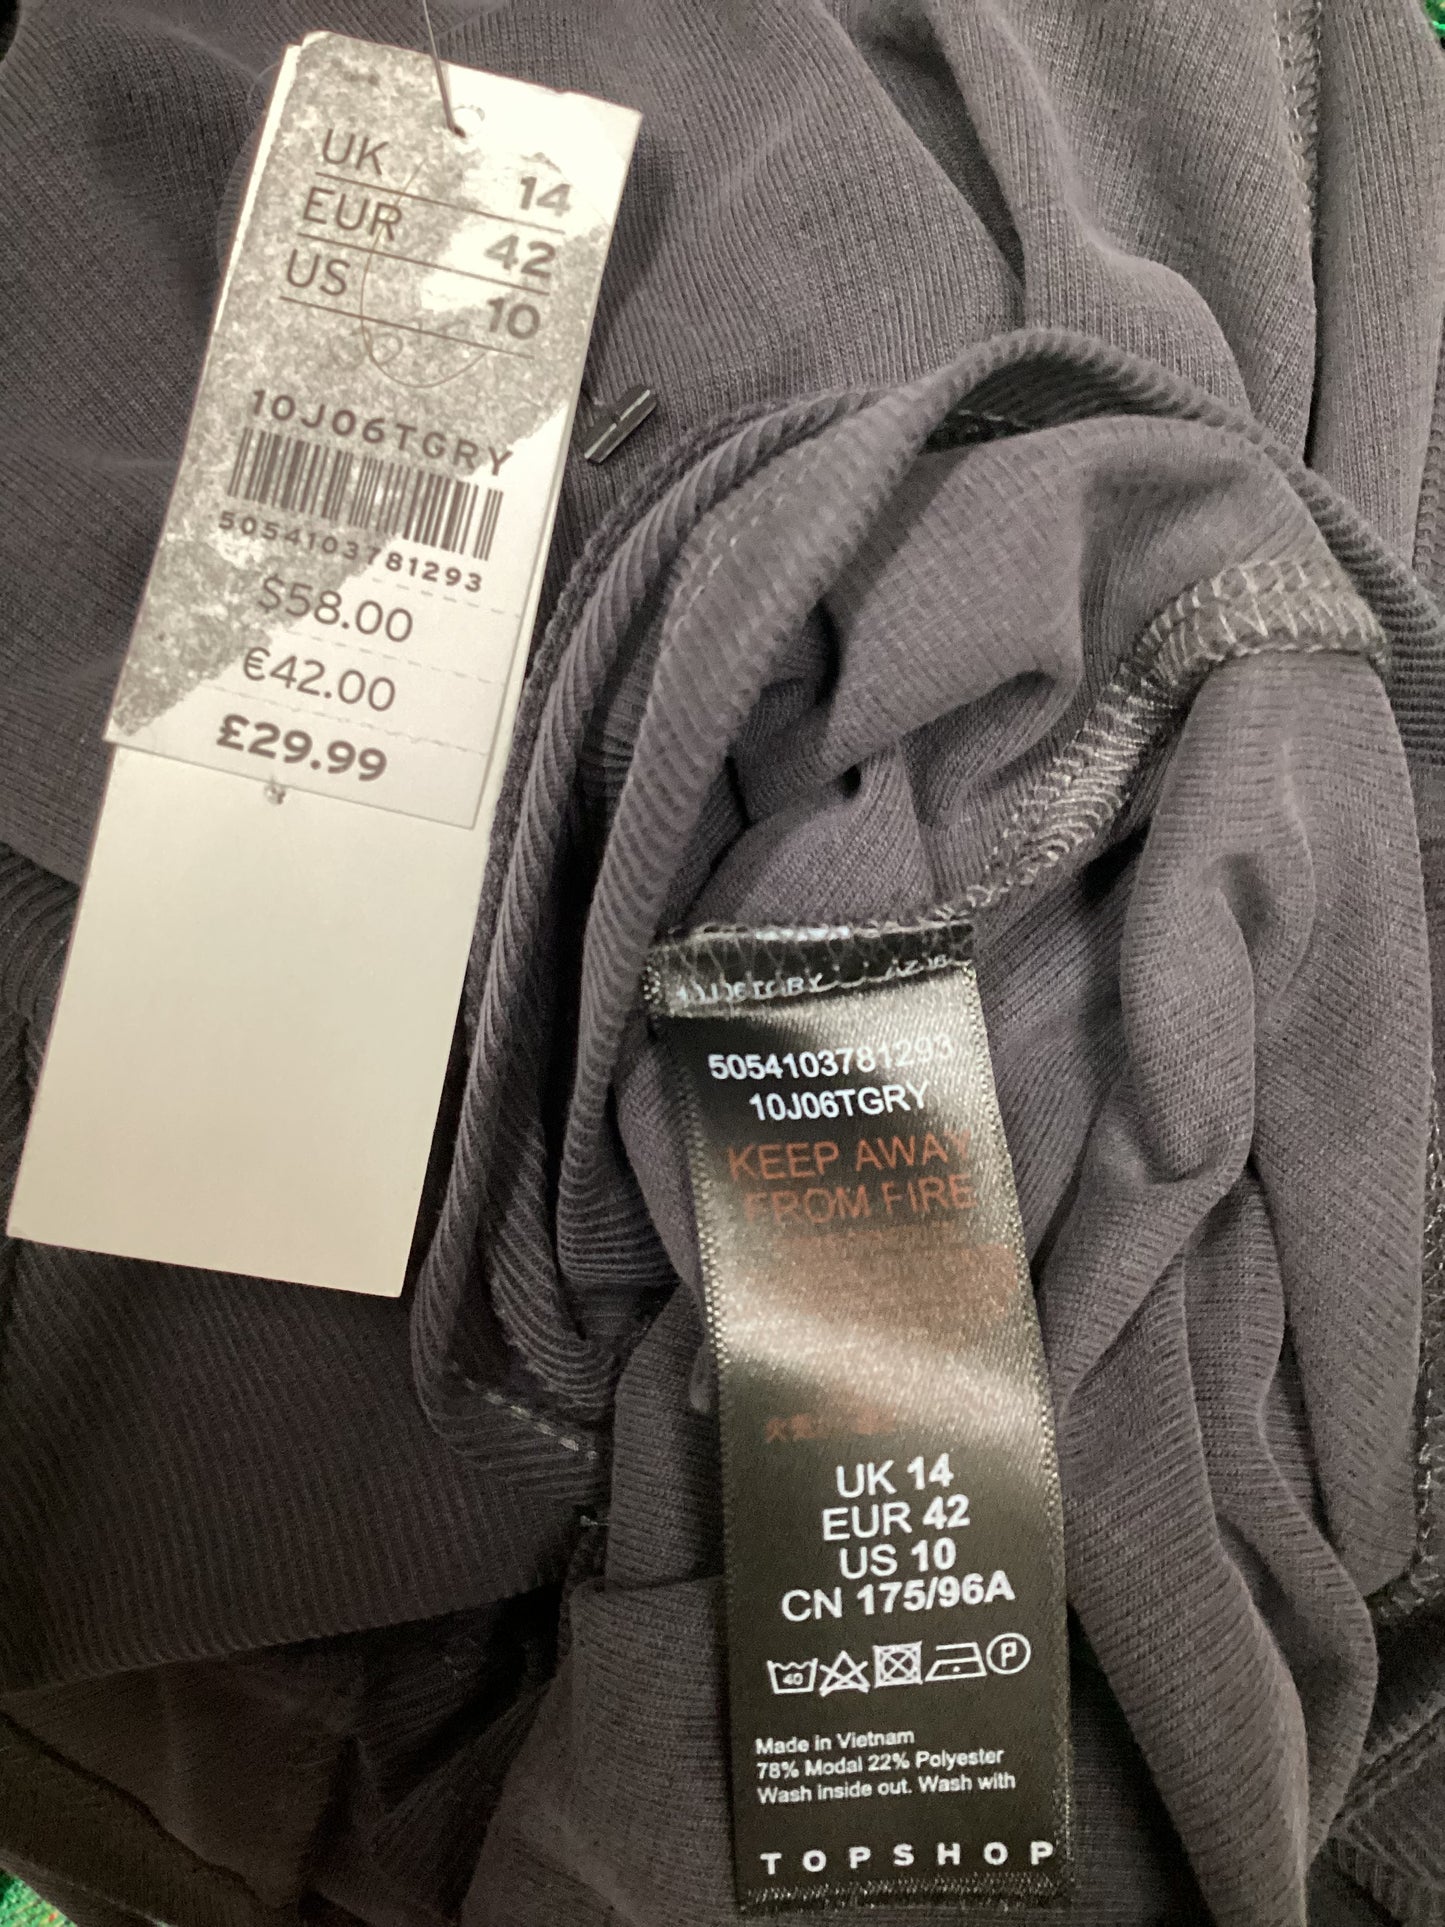 UK 14
EUR 42
US 10
10J06TGRY
5054103781293
$58.00
€42.00
£29.99
10J06TGRY
5054103781293
10J06TGRY
KEEP AWAY
FROM FIRE
UK 14
EUR 42
US 10
CN 175/96A
40 P
Made in Vietnam
78% Modal 22% Polyester
Wash inside out. Wash with
TOPSHOP